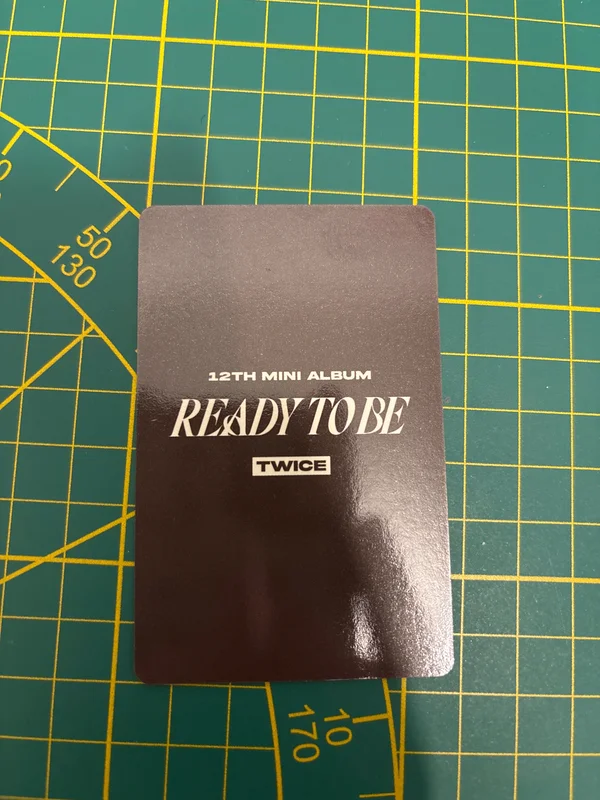 50
130
12TH MINI ALBUM
READY TO BE
TWICE
10
170